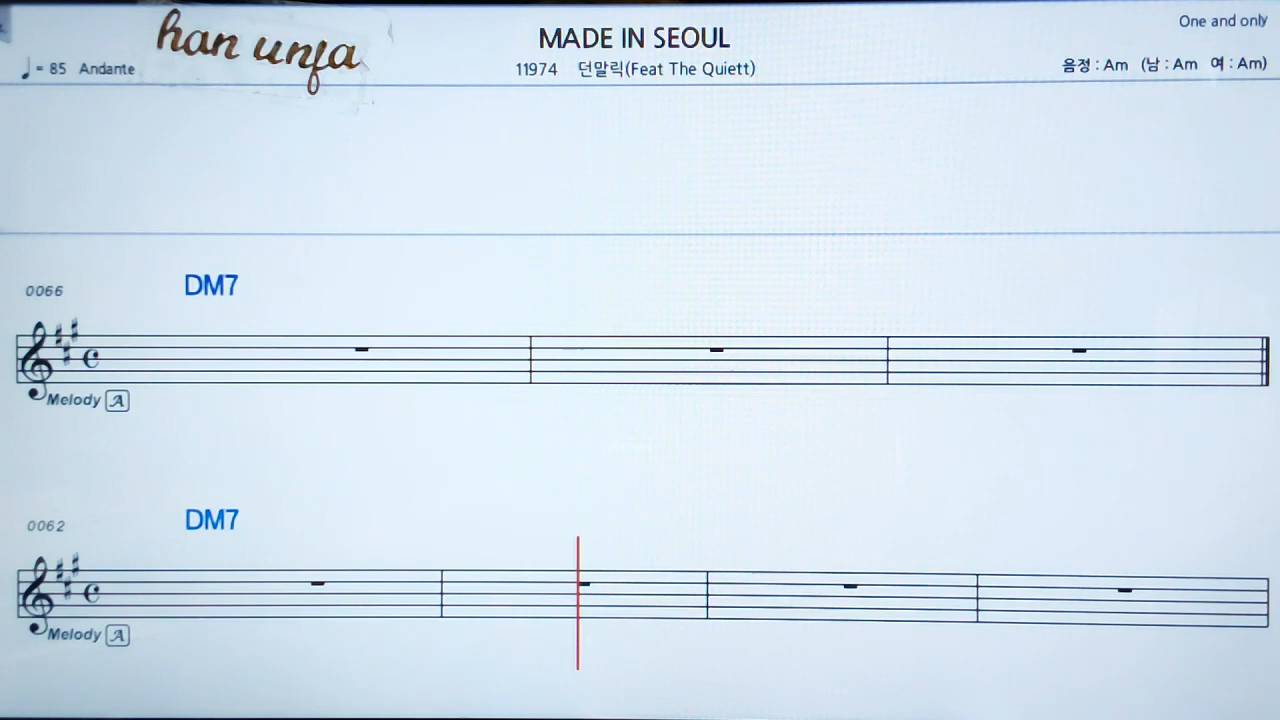 han unfa
MADE IN SEOUL
One and only
= 85 Andante
11974 던말릭(Feat The Quiett)
음정 : Am (남 : Am 여 : Am)
0066
DM7
Melody A
0062
DM7
Melody A